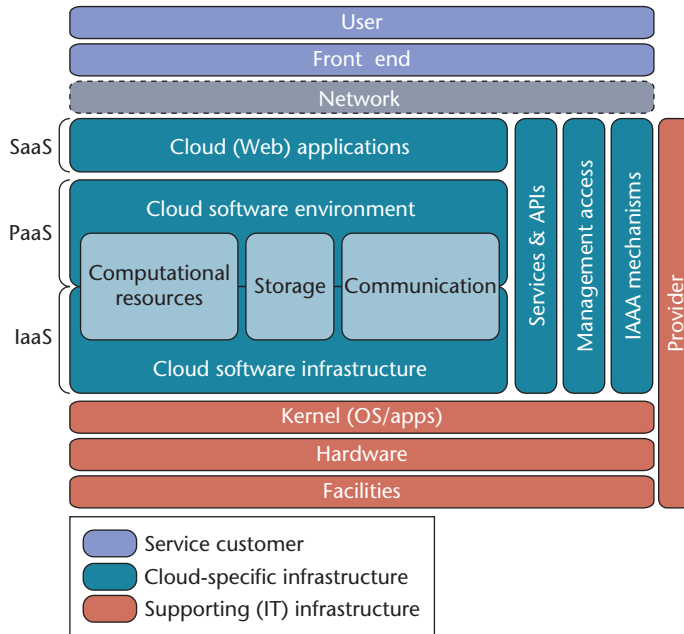 User
Front end
Network
SaaS
Cloud (Web) applications
PaaS
Cloud software environment
Computational
resources
Storage
Communication
IaaS
Cloud software infrastructure
Services & APIs
Management access
IAAA mechanisms
Provider
Kernel (OS/apps)
Hardware
Facilities
Service customer
Cloud-specific infrastructure
Supporting (IT) infrastructure